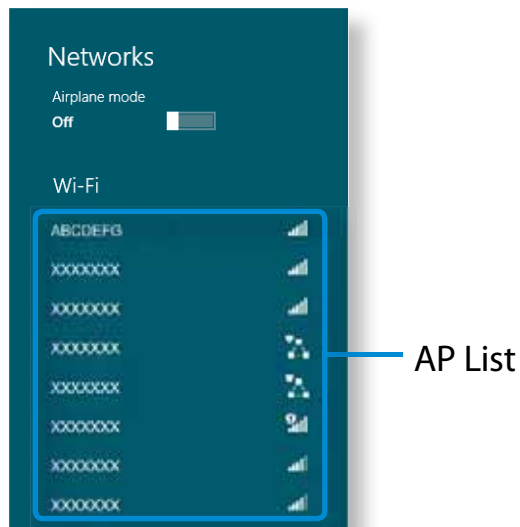 Networks
Airplane mode
Off
Wi-Fi
ABCDEFG
XXXXXXX
XXXXXXX
XXXXXXX
XXXXXXX
XXXXXXX
XXXXXXX
XXXXXXX
AP List